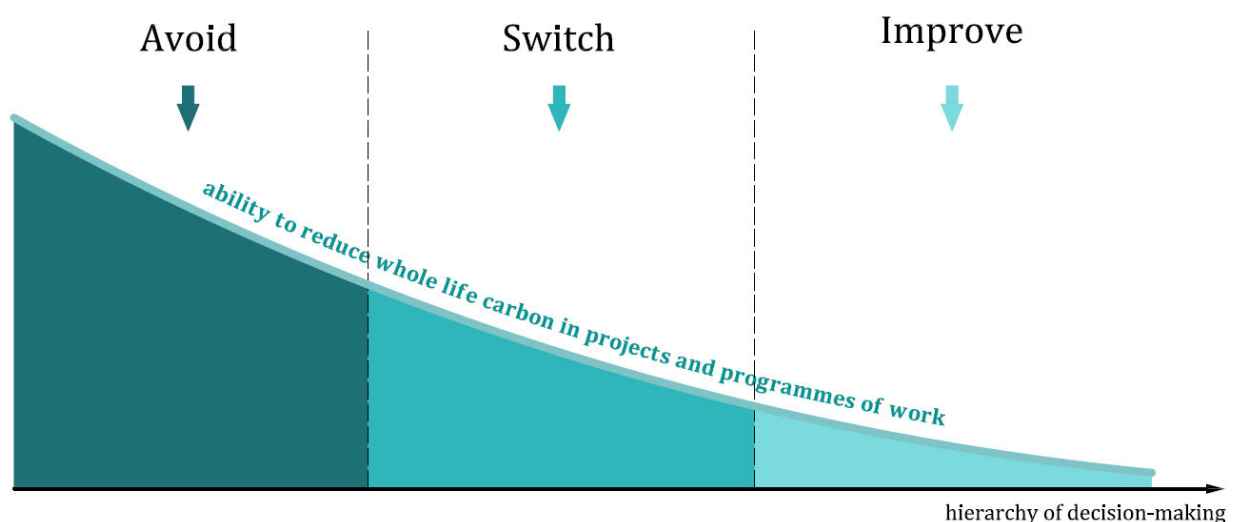 Avoid
Switch
Improve
ability to reduce whole life carbon in projects and programmes of work
hierarchy of decision-making